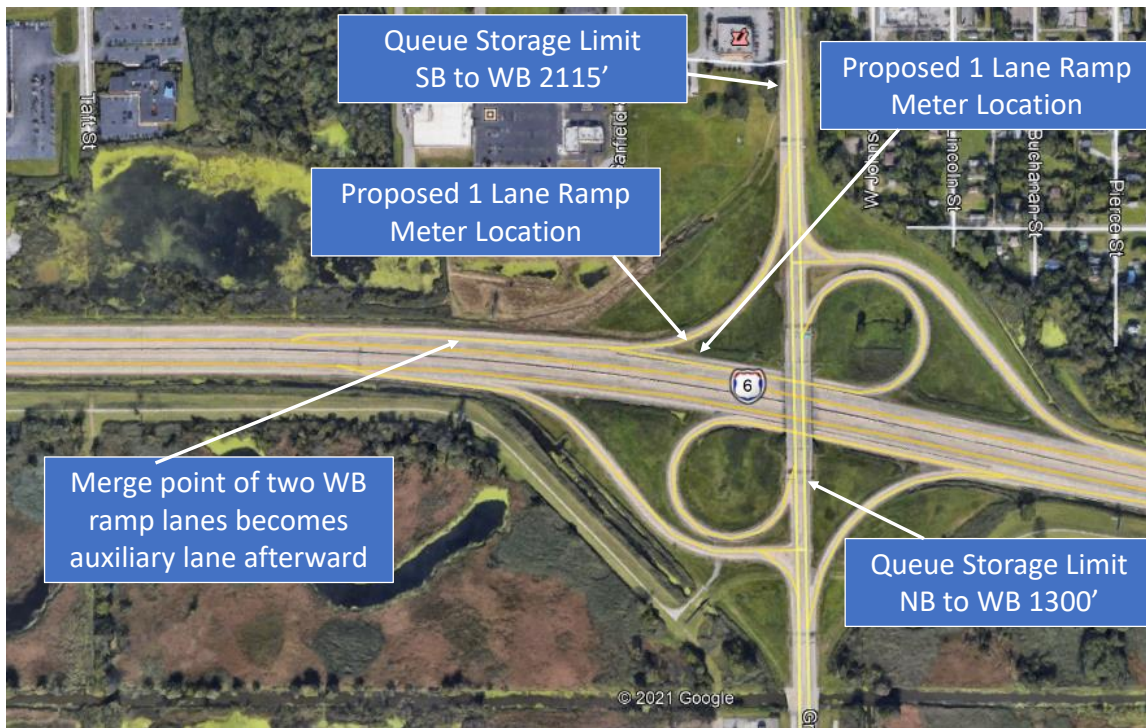 Queue Storage Limit
SB to WB 2115’
Proposed 1 Lane Ramp
Meter Location
Taft St
Proposed 1 Lane Ramp
Meter Location
Lincoln St
Buchanan St
Pierce St
6
Merge point of two WB
ramp lanes becomes
auxiliary lane afterward
Queue Storage Limit
NB to WB 1300’
© 2021 Google